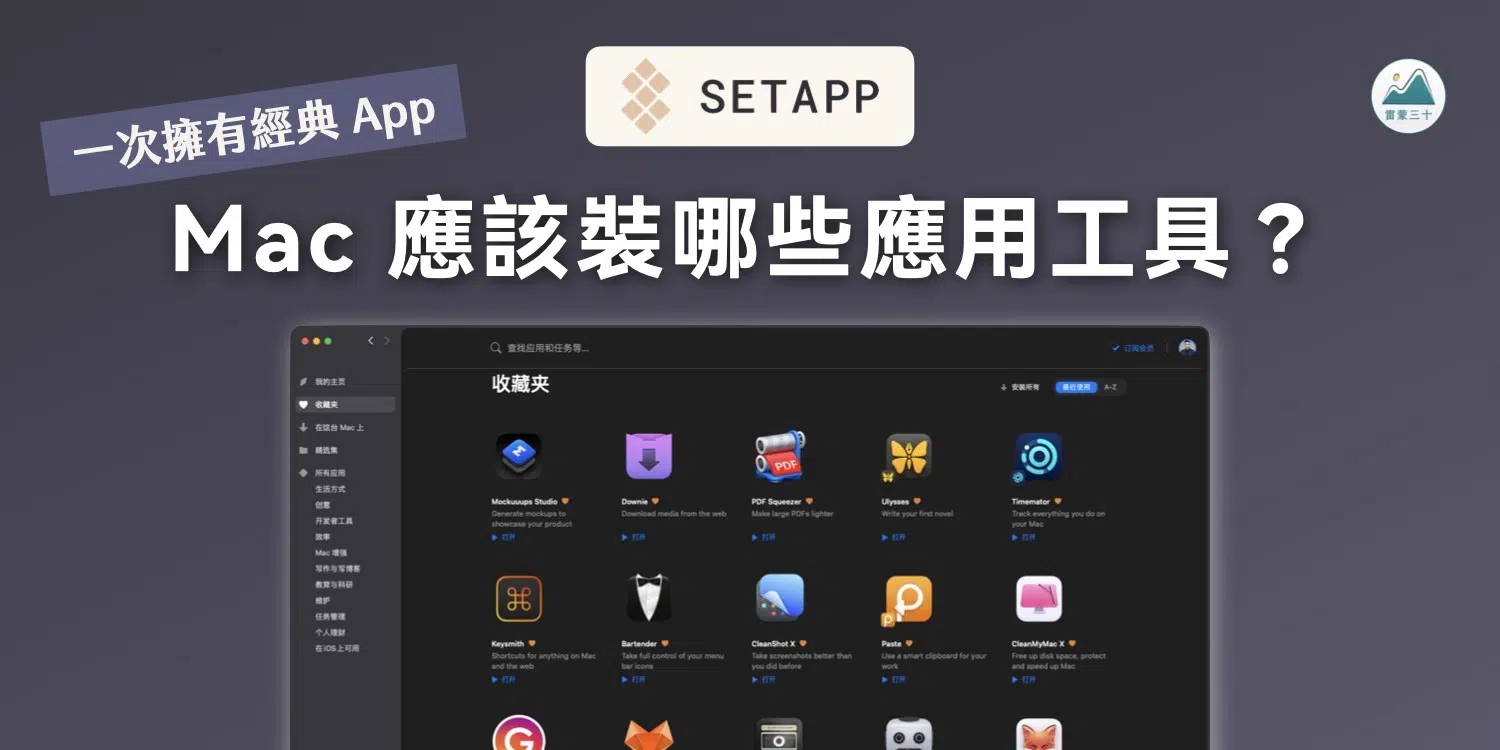 SETAPP
一次擁有經典 App
雷蒙三十
Mac 應該裝哪些應用工具？
查找应用和任务等...
订阅会员
我的主页
收藏夹
在这台 Mac 上
精选集
所有应用
生活方式
创意
开发者工具
效率
Mac 增强
写作与写博客
教育与科研
维护
任务管理
个人理财
在iOS上可用
收藏夹
安装所有
最近使用
A-Z
Mockuuups Studio
Generate mockups to
showcase your product
打开
Downie
Download media from the web
打开
PDF
PDF Squeezer
Make large PDFs lighter
打开
Ulysses
Write your first novel
打开
Timemator
Track everything you do on
your Mac
打开
Keysmith
Shortcuts for anything on Mac
and the web
打开
Bartender
Take full control of your menu
bar icons
打开
CleanShot X
Take screenshots better than
you did before
打开
Paste
Use a smart clipboard for your
work
打开
CleanMyMac X
Free up disk space, protect
and speed up Mac
打开